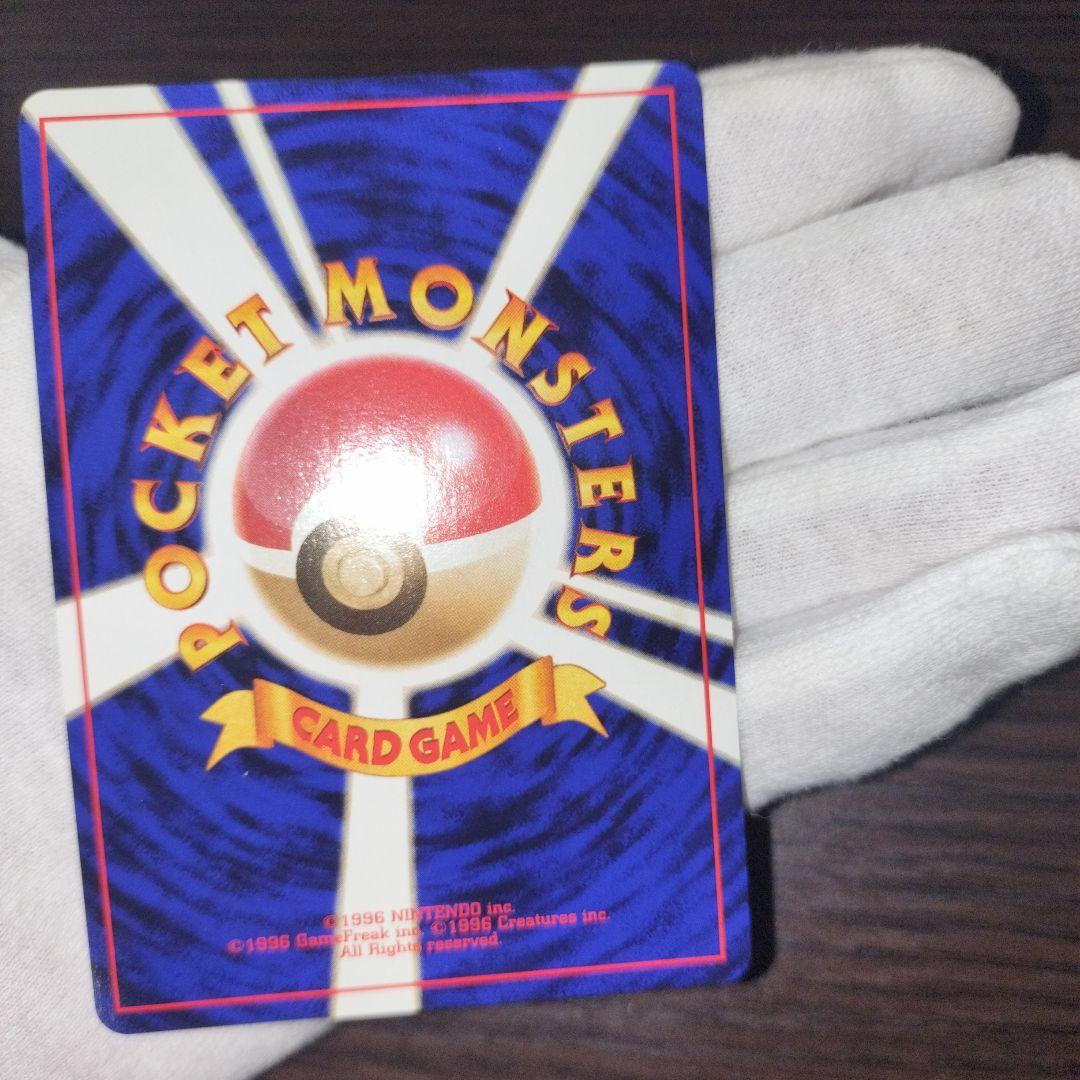 POCKET MONSTERS
CARD GAME
©1996 NINTENDO inc.
©1996 GameFreak inc. ©1996 Creatures inc.
All Rights reserved.